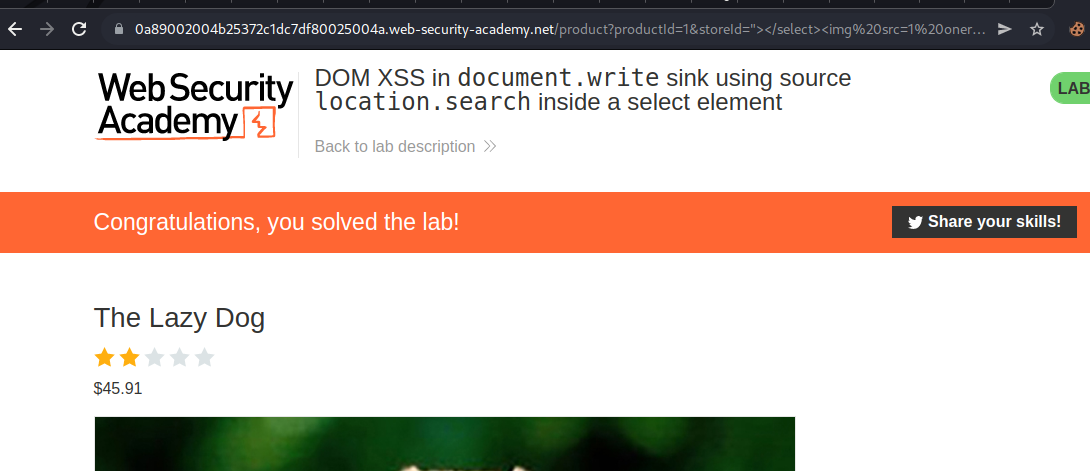 0a89002004b25372c1dc7df80025004a.web-security-academy.net/product?productId=1&storeId="></select><img%20src=1%20oner...
WebSecurity
Academy
DOM XSS in document.write sink using source
location.search inside a select element
LAB
Back to lab description
Congratulations, you solved the lab!
Share your skills!
The Lazy Dog
$45.91